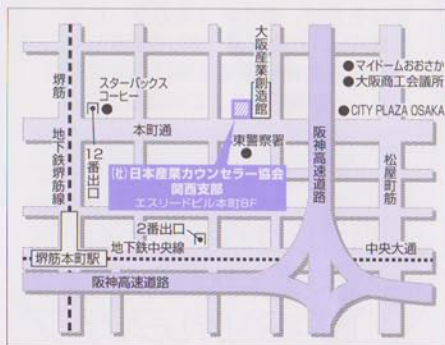 堺筋
地下鉄堺筋線
スターバックス
コーヒー
12番出口
本町通
大阪産業創造館
東警察署
(社)日本産業カウンセラー協会
関西支部
エスリードビル本町8F
阪神高速道路
マイドームおおさか
大阪商工会議所
CITY PLAZA OSAKA
松屋町筋
2番出口
地下鉄中央線
中央大通
堺筋本町駅
阪神高速道路